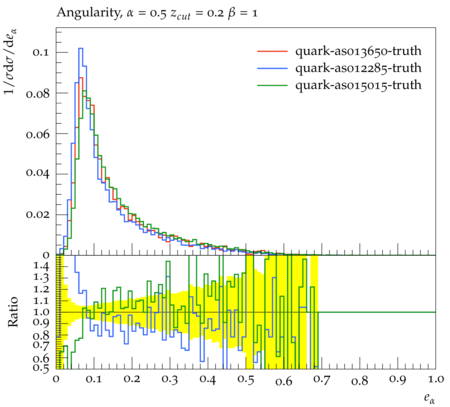 Angularity, α = 0.5 z_cut = 0.2 β = 1
1/σdσ/de_α
quark-as013650-truth
quark-as012285-truth
quark-as015015-truth
0.1
0.08
0.06
0.04
0.02
0
Ratio
1.4
1.3
1.2
1.1
1.0
0.9
0.8
0.7
0.6
0.5
0 0.1 0.2 0.3 0.4 0.5 0.6 0.7 0.8 0.9 1.0
e_α